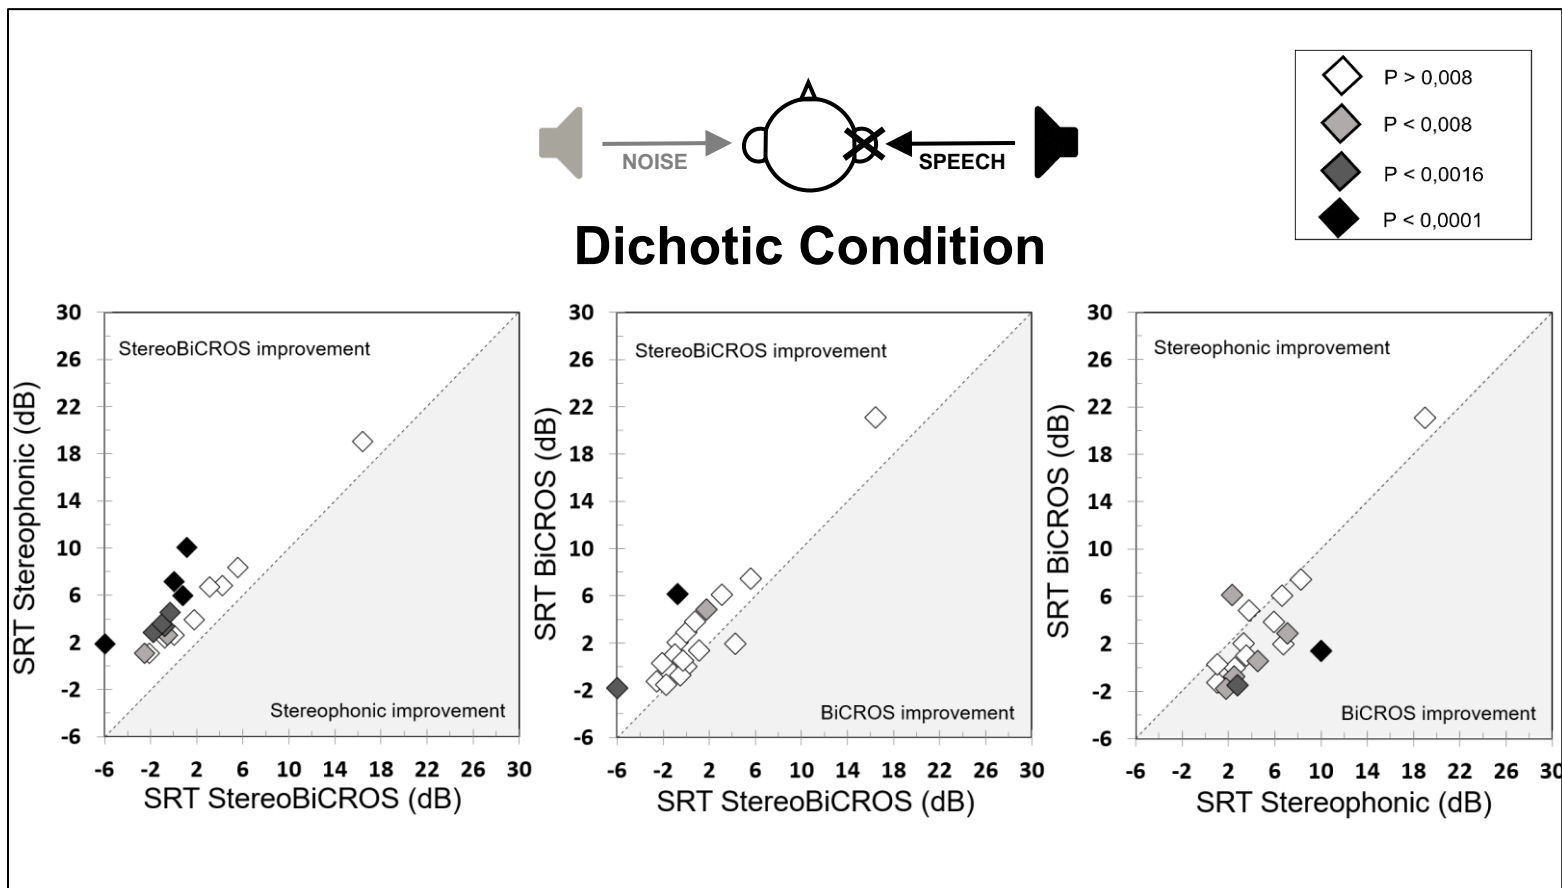 P > 0,008
P < 0,008
P < 0,0016
P < 0,0001
NOISE
SPEECH
Dichotic Condition
SRT Stereophonic (dB)
30
26
22
18
14
10
6
2
-2
-6
StereoBiCROS improvement
Stereophonic improvement
-6 -2 2 6 10 14 18 22 26 30
SRT StereoBiCROS (dB)
SRT BiCROS (dB)
30
26
22
18
14
10
6
2
-2
-6
StereoBiCROS improvement
BiCROS improvement
-6 -2 2 6 10 14 18 22 26 30
SRT StereoBiCROS (dB)
SRT BiCROS (dB)
30
26
22
18
14
10
6
2
-2
-6
Stereophonic improvement
BiCROS improvement
-6 -2 2 6 10 14 18 22 26 30
SRT Stereophonic (dB)